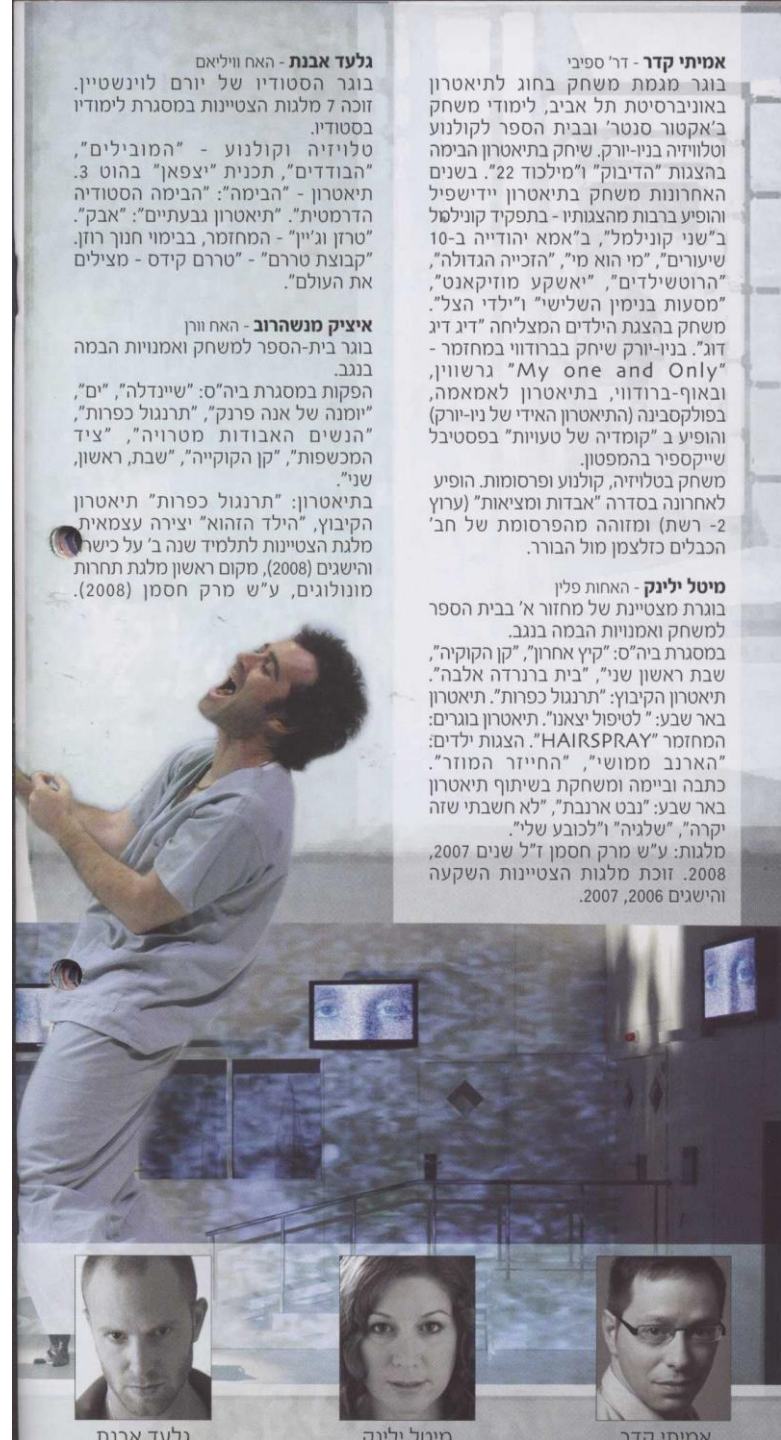 אמיתי קדר - דר' ספיבי
בוגר מגמת משחק בחוג לתיאטרון
באוניברסיטת תל אביב, לימודי משחק
ב'אקטור סנטר' ובבית הספר לקולנוע
וטלוויזיה בניו-יורק. שיחק בתיאטרון הבימה
בהצגות "הדיבוק" ו"מילכוד 22". בשנים
האחרונות משחק בתיאטרון יידישפיל
והופיע ברבות מהצגותיו - בתפקיד קונילמל
ב"שני קונילמל", ב"אמא יהודייה ב-10
שיעורים", "מי הוא מי", "הזכייה הגדולה",
"הרוטשילדים", "יאשקע מוזיקאנט",
"מסעות בנימין השלישי" ו"ילדי הצל".
משחק בהצגת הילדים המצליחה "דיג דיג
דוג". בניו-יורק שיחק בברודווי במחזמר -
"My one and Only" גרשווין,
ובאוף-ברודווי, בתיאטרון לאמאמה,
בפולקסבינה (התיאטרון האידי של ניו-יורק)
והופיע ב "קומדיה של טעויות" בפסטיבל
שייקספיר בהמפטון.
משחק בטלויזיה, קולנוע ופרסומות. הופיע
לאחרונה בסדרה "אבדות ומציאות" (ערוץ
2- רשת) ומזוהה מהפרסומת של חב'
הכבלים כזלצמן מול הבורר.
מיטל ילינק - האחות פלין
בוגרת מצטיינת של מחזור א' בבית הספר
למשחק ואמנויות הבמה בנגב.
במסגרת ביה"ס: "קיץ אחרון", "קן הקוקיה",
שבת ראשון שני", "בית ברנרדה אלבה".
תיאטרון הקיבוץ: "תרנגול כפרות". תיאטרון
באר שבע: " לטיפול יצאנו". תיאטרון בוגרים:
המחזמר "HAIRSPRAY". הצגות ילדים:
"הארנב ממושי", "החייזר המוזר".
כתבה וביימה ומשחקת בשיתוף תיאטרון
באר שבע: "נבט ארנבת", "לא חשבתי שזה
יקרה", "שלגיה" ו"לכובע שלי".
מלגות: ע"ש מרק חסמן ז"ל שנים 2007,
2008. זוכת מלגות הצטיינות השקעה
והישגים 2006, 2007.
גלעד אבנת - האח וויליאם
בוגר הסטודיו של יורם לוינשטיין.
זוכה 7 מלגות הצטיינות במסגרת לימודיו
בסטודיו.
טלויזיה וקולנוע - "המובילים",
"הבודדים", תכנית "יצפאן" בהוט 3.
תיאטרון - "הבימה": "הבימה הסטודיה
הדרמטית". "תיאטרון גבעתיים": "אבק".
"טרזן וג'יין" - המחזמר, בבימוי חנוך רוזן.
"קבוצת טררם" - "טררם קידס - מצילים
את העולם".
איציק מנשהרוב - האח וורן
בוגר בית-הספר למשחק ואמנויות הבמה
בנגב.
הפקות במסגרת ביה"ס: "שיינדלה", "ים",
"יומנה של אנה פרנק", "תרנגול כפרות",
"הנשים האבודות מטרויה", "ציד
המכשפות", "קן הקוקייה", "שבת, ראשון,
שני".
בתיאטרון: "תרנגול כפרות" תיאטרון
הקיבוץ, "הילד הזהוא" יצירה עצמאית
מלגת הצטיינות לתלמיד שנה ב' על כישרו
והישגים (2008), מקום ראשון מלגת תחרות
מונולוגים, ע"ש מרק חסמן (2008).
אמיתי קדר
מיטל ילינק
גלעד אבנת